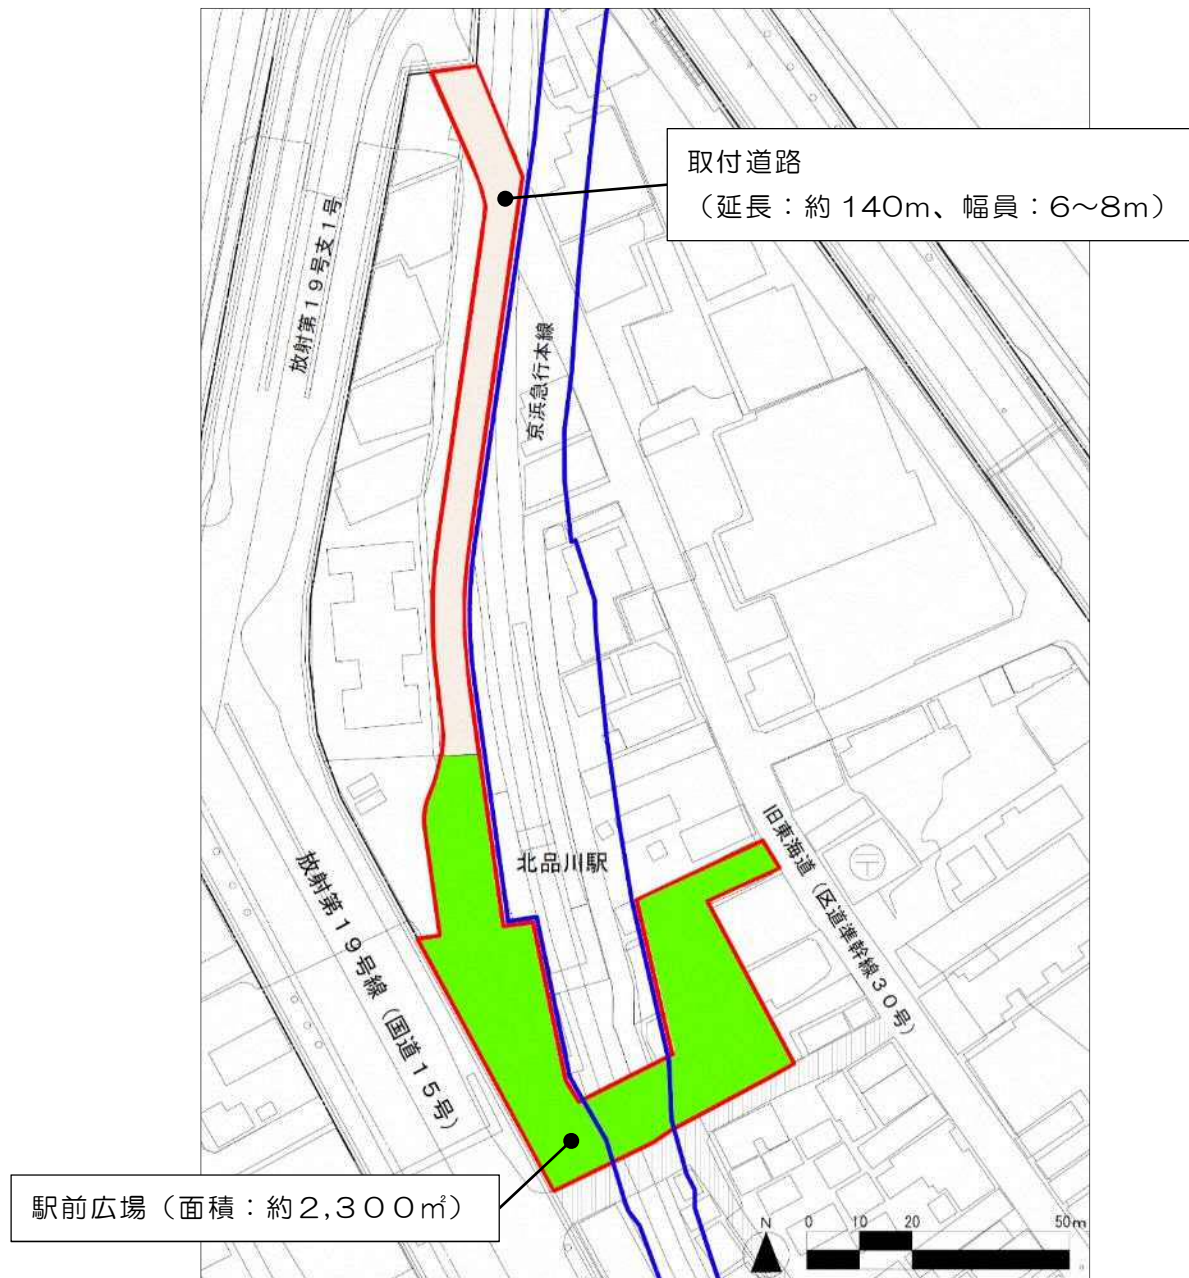 取付道路
（延長：約140m、幅員：6～8m）
放射第１９号支１号
京浜急行本線
北品川駅
旧東海道（区道準幹線３０号）
放射第１９号線（国道１５号）
駅前広場（面積：約2,３００㎡）
N
0 10 20 50m